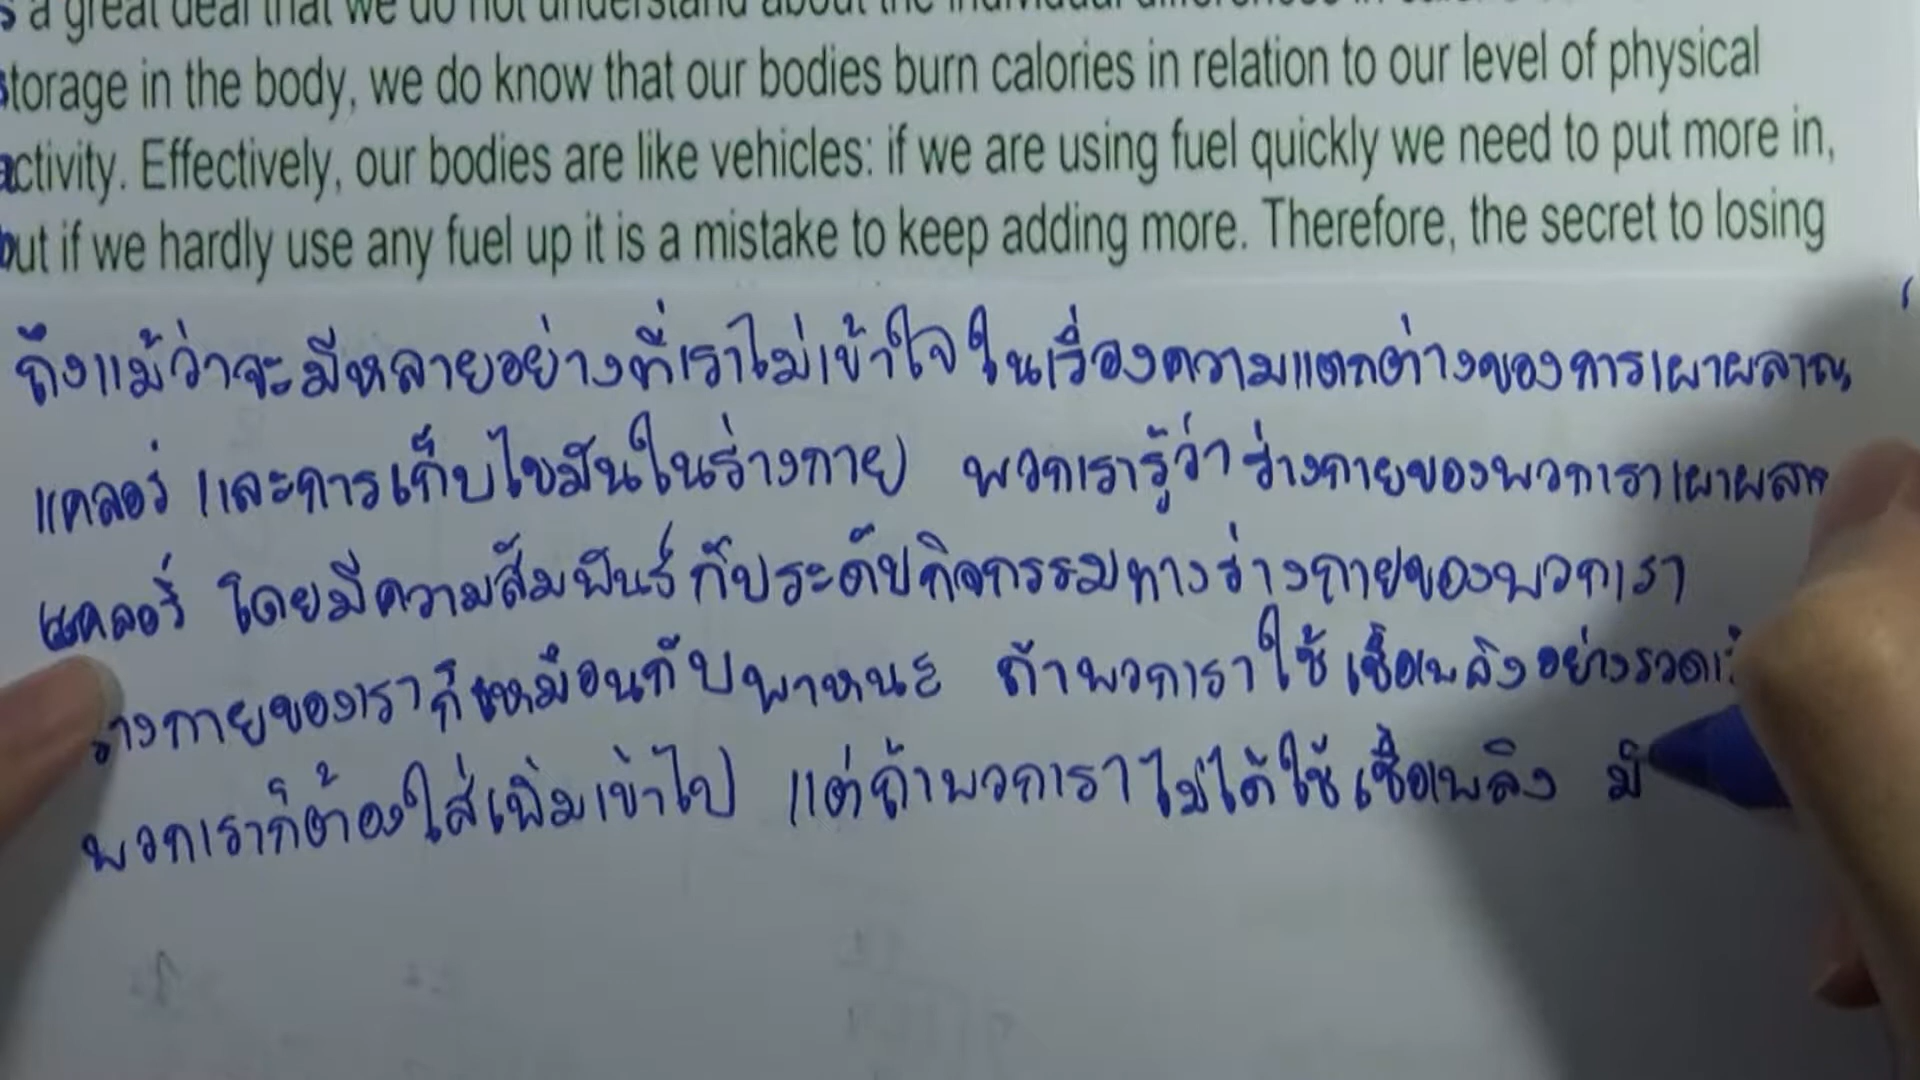 a great deal that we do not understand about the individual differences in
storage in the body, we do know that our bodies burn calories in relation to our level of physical
activity. Effectively, our bodies are like vehicles: if we are using fuel quickly we need to put more in,
but if we hardly use any fuel up it is a mistake to keep adding more. Therefore, the secret to losing
ถึงแม้ว่าจะมีหลายอย่างที่เราไม่เข้าใจ ในเรื่องความแตกต่างของการเผาผลาญ
แคลอรี่ และการเก็บไขมันในร่างกาย พวกเรารู้ว่า ร่างกายของพวกเราเผาผลาญ
แคลอรี่ โดยมีความสัมพันธ์กับระดับกิจกรรมทางร่างกายของพวกเรา
ร่างกายของเราก็เหมือนกับพาหนะ ถ้าพวกเราใช้เชื้อเพลิงอย่างรวดเร็
พวกเราก็ต้องใส่เพิ่มเข้าไป แต่ถ้าพวกเราไม่ได้ใช้เชื้อเพลิง มั